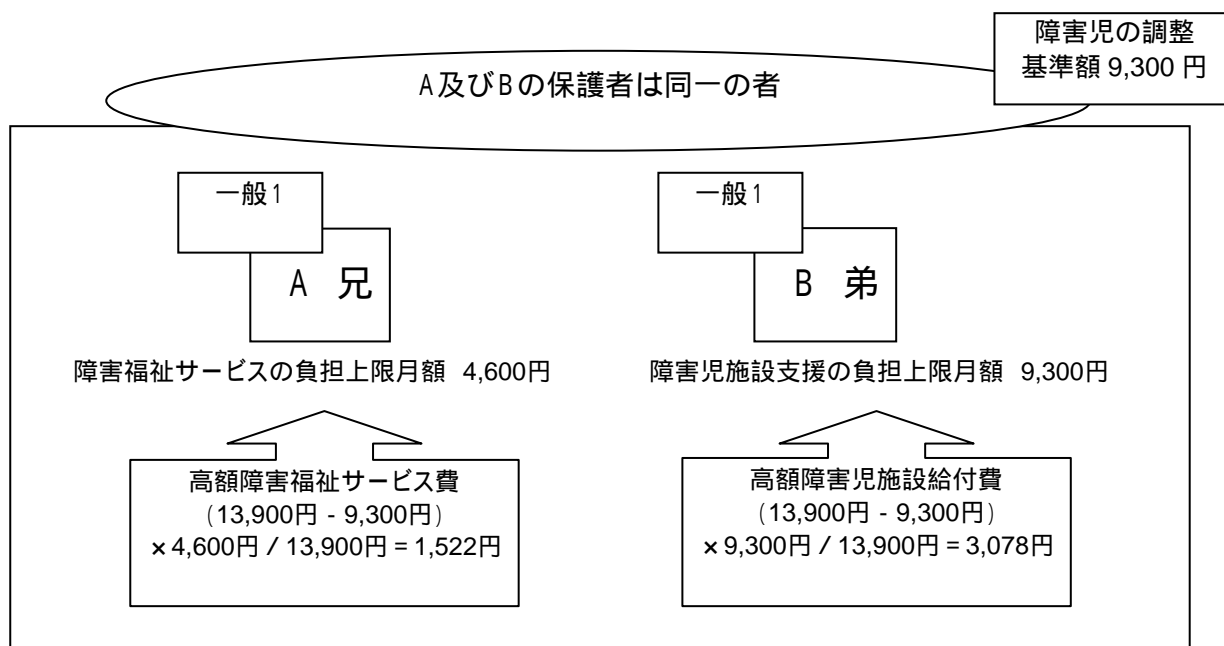 障害児の調整
基準額 9,300 円
A及びBの保護者は同一の者
一般1
A 兄
障害福祉サービスの負担上限月額 4,600円
高額障害福祉サービス費
(13,900円 - 9,300円)
×4,600円 / 13,900円 = 1,522円
一般1
B 弟
障害児施設支援の負担上限月額 9,300円
高額障害児施設給付費
(13,900円 - 9,300円)
×9,300円 / 13,900円 = 3,078円